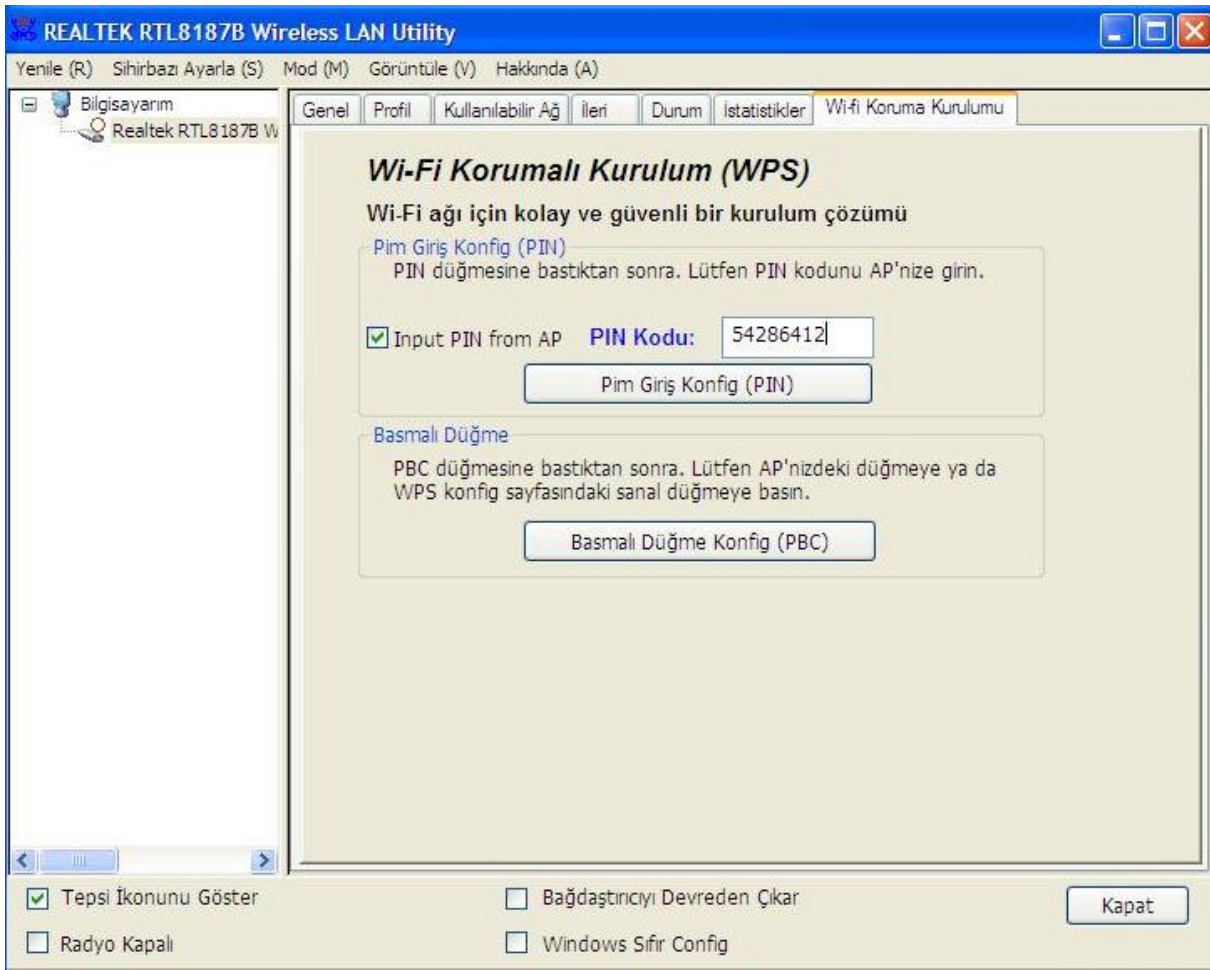 REALTEK RTL8187B Wireless LAN Utility
Yenile (R) Sihirbazı Ayarla (S) Mod (M) Görüntüle (V) Hakkında (A)
Bilgisayarım
Realtek RTL8187B W
Genel Profil Kullanılabilir Ağ İleri Durum İstatistikler Wi-fi Koruma Kurulumu
Wi-Fi Korumalı Kurulum (WPS)
Wi-Fi ağı için kolay ve güvenli bir kurulum çözümü
Pim Giriş Konfig (PIN)
PIN düğmesine bastıktan sonra. Lütfen PIN kodunu AP'nize girin.
Input PIN from AP PIN Kodu: 54286412
Pim Giriş Konfig (PIN)
Basmalı Düğme
PBC düğmesine bastıktan sonra. Lütfen AP'nizdeki düğmeye ya da
WPS konfig sayfasındaki sanal düğmeye basın.
Basmalı Düğme Konfig (PBC)
Tepsi İkonunu Göster Bağdaştırıcıyı Devreden Çıkar Kapat
Radyo Kapalı Windows Sıfır Config